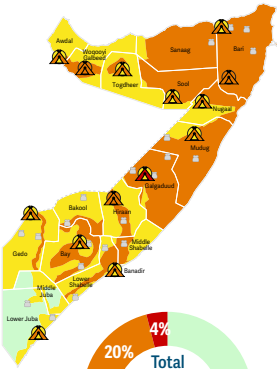 Awdal
Woqooyi
Galbeed
Togdheer
Sanaag
Bari
Sool
Nugaal
Mudug
Galgaduud
Hiraan
Bakool
Gedo
Bay
Middle
Shabelle
Banadir
Lower
Shabelle
Middle
Juba
Lower Juba
4%
20%
Total